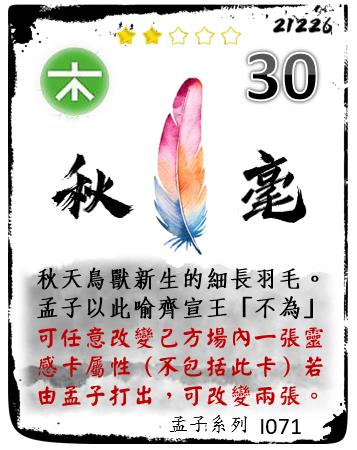 21226
木
30
秋 毫
秋天鳥獸新生的細長羽毛。
孟子以此喻齊宣王「不為」
可任意改變己方場內一張靈
感卡屬性（不包括此卡）若
由孟子打出，可改變兩張。
孟子系列 I071